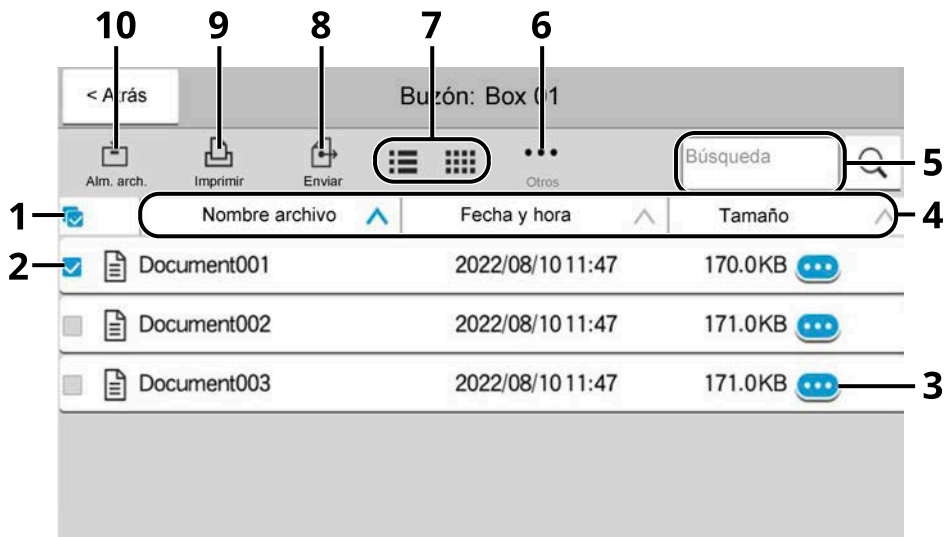 10 9 8 7 6
< Atrás Buzón: Box 01
Alm. arch. Imprimir Enviar Otros Búsqueda 5
1 Nombre archivo Fecha y hora Tamaño 4
2 Document001 2022/08/10 11:47 170.0KB
Document002 2022/08/10 11:47 171.0KB
Document003 2022/08/10 11:47 171.0KB 3